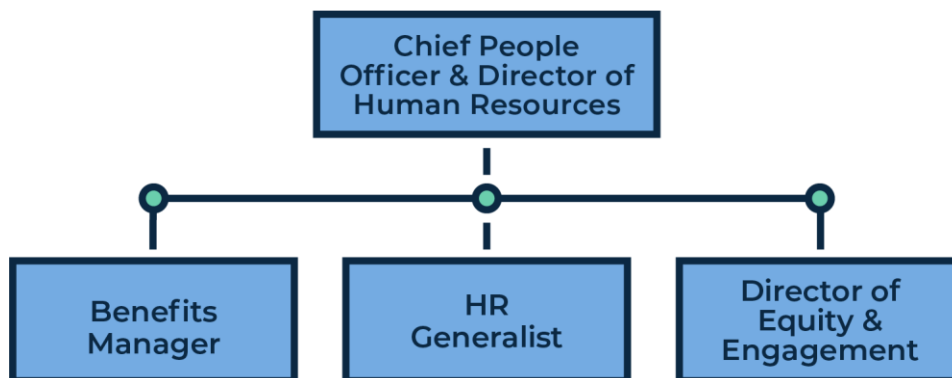 Chief People
Officer & Director of
Human Resources
Benefits
Manager
HR
Generalist
Director of
Equity &
Engagement